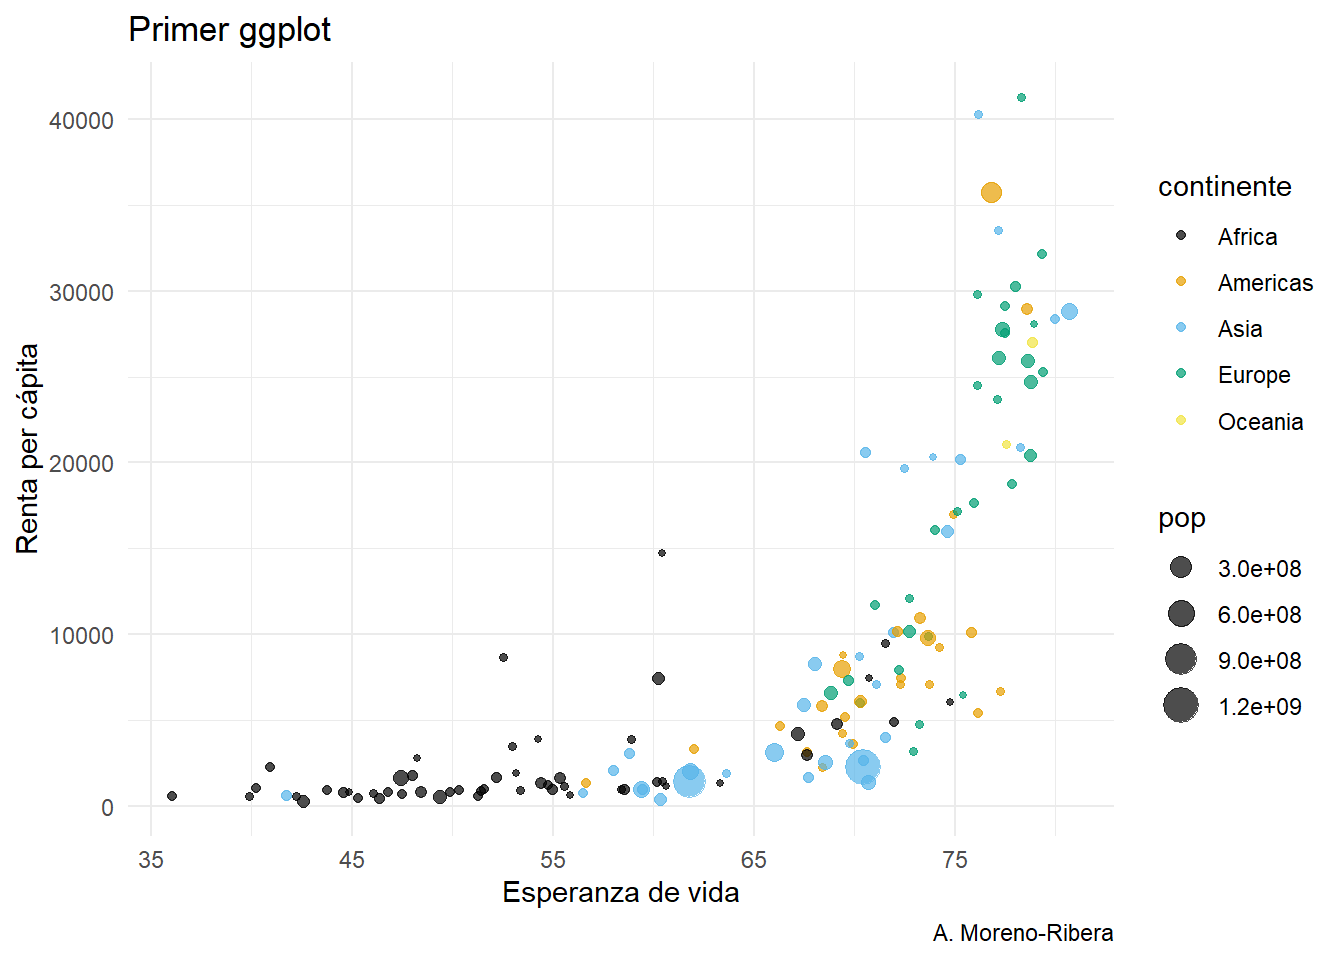 Primer ggplot
40000
30000
20000
10000
0
Renta per cápita
35 45 55 65 75
Esperanza de vida
A. Moreno-Ribera
continente
Africa
Americas
Asia
Europe
Oceania
pop
3.0e+08
6.0e+08
9.0e+08
1.2e+09